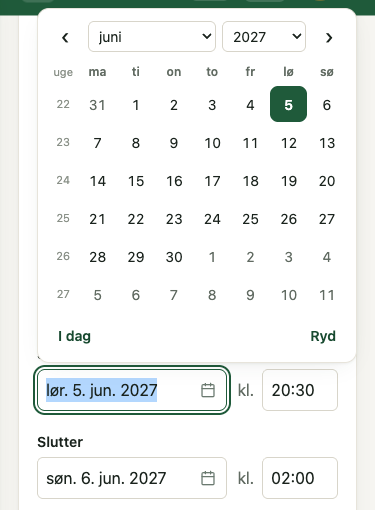 juni 2027
uge ma ti on to fr lø sø
22 31 1 2 3 4 5 6
23 7 8 9 10 11 12 13
24 14 15 16 17 18 19 20
25 21 22 23 24 25 26 27
26 28 29 30 1 2 3 4
27 5 6 7 8 9 10 11
I dag Ryd
lør. 5. jun. 2027 kl. 20:30
Slutter
søn. 6. jun. 2027 kl. 02:00